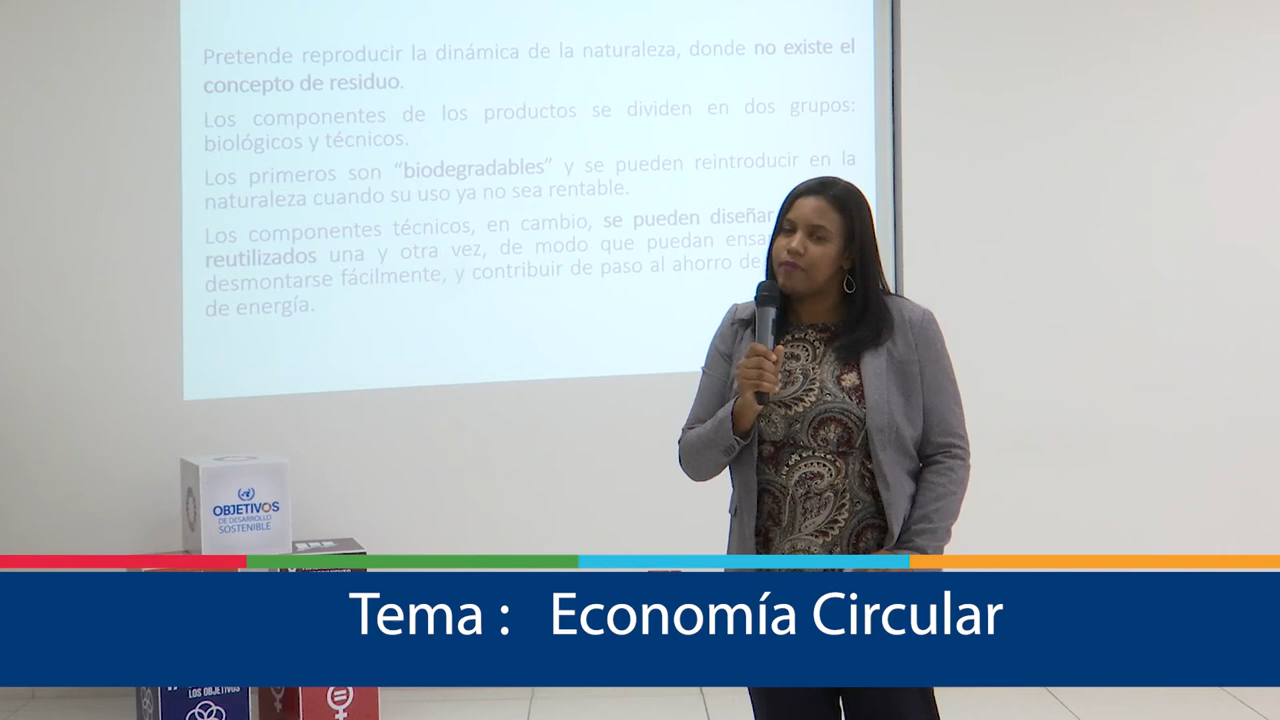 Pretende reproducir la dinámica de la naturaleza, donde no existe el
concepto de residuo.
Los componentes de los productos se dividen en dos grupos:
biológicos y técnicos.
Los primeros son “biodegradables” y se pueden reintroducir en la
naturaleza cuando su uso ya no sea rentable.
Los componentes técnicos, en cambio, se pueden diseñar
reutilizados una y otra vez, de modo que puedan
desmontarse fácilmente, y contribuir de paso al ahorro de
de energía.
OBJETIVOS
DE DESARROLLO
SOSTENIBLE
Tema : Economía Circular
LOS OBJETIVOS